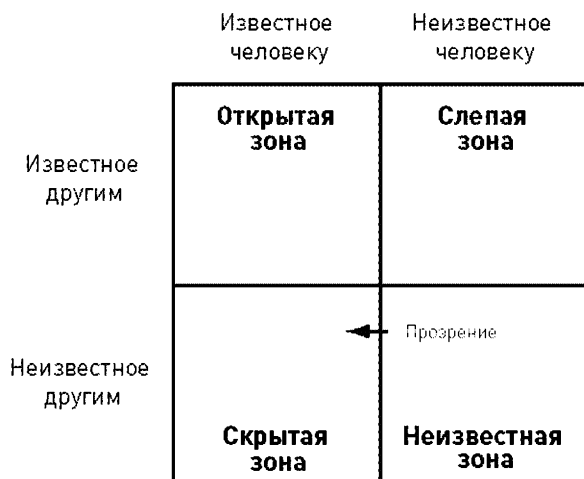 Известное
человеку
Неизвестное
человеку
Открытая
зона
Слепая
зона
Известное
другим
Прозрение
Неизвестное
другим
Скрытая
зона
Неизвестная
зона